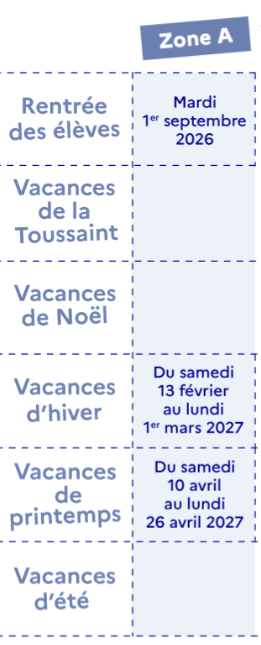 Zone A
Rentrée
des élèves
Mardi
1er septembre
2026
Vacances
de la
Toussaint
Vacances
de Noël
Vacances
d'hiver
Du samedi
13 février
au lundi
1er mars 2027
Vacances
de
printemps
Du samedi
10 avril
au lundi
26 avril 2027
Vacances
d'été